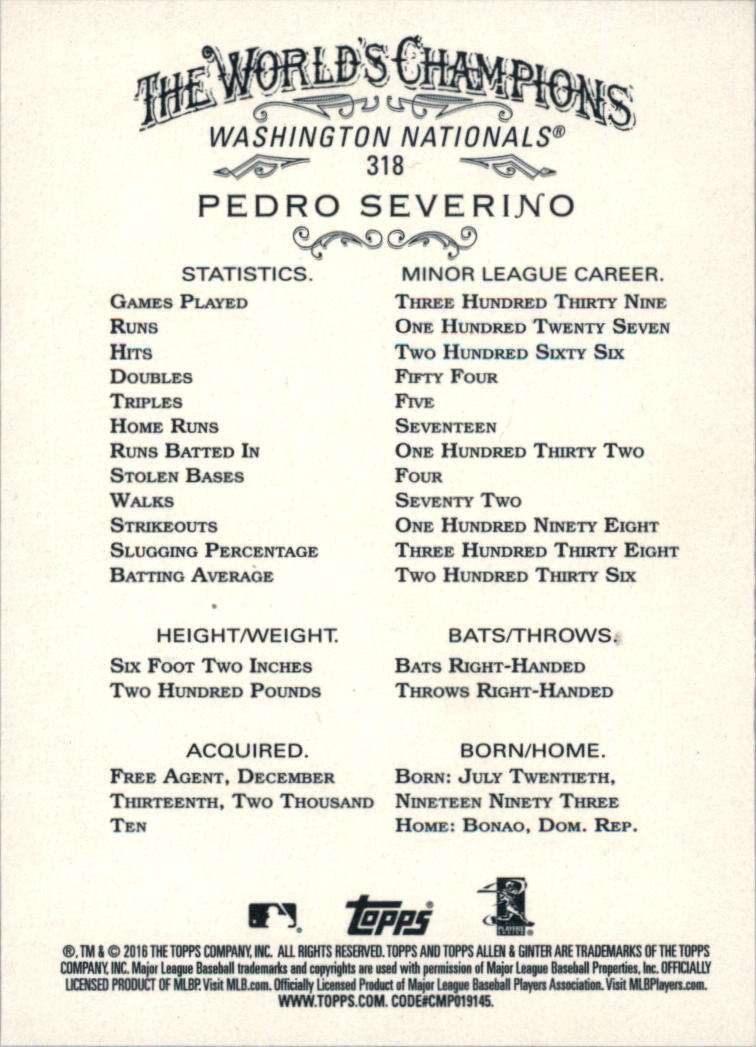 THE WORLD'S CHAMPIONS
WASHINGTON NATIONALS®
318
PEDRO SEVERINO
STATISTICS. MINOR LEAGUE CAREER.
GAMES PLAYED THREE HUNDRED THIRTY NINE
RUNS ONE HUNDRED TWENTY SEVEN
HITS TWO HUNDRED SIXTY SIX
DOUBLES FIFTY FOUR
TRIPLES FIVE
HOME RUNS SEVENTEEN
RUNS BATTED IN ONE HUNDRED THIRTY TWO
STOLEN BASES FOUR
WALKS SEVENTY TWO
STRIKEOUTS ONE HUNDRED NINETY EIGHT
SLUGGING PERCENTAGE THREE HUNDRED THIRTY EIGHT
BATTING AVERAGE TWO HUNDRED THIRTY SIX
HEIGHT/WEIGHT.
SIX FOOT TWO INCHES
TWO HUNDRED POUNDS
BATS/THROWS.
BATS RIGHT-HANDED
THROWS RIGHT-HANDED
ACQUIRED.
FREE AGENT, DECEMBER
THIRTEENTH, TWO THOUSAND
TEN
BORN/HOME.
BORN: JULY TWENTIETH,
NINETEEN NINETY THREE
HOME: BONAO, DOM. REP.
Topps®
PLAYERS
®, TM & © 2016 THE TOPPS COMPANY, INC. ALL RIGHTS RESERVED. TOPPS AND TOPPS ALLEN & GINTER ARE TRADEMARKS OF THE TOPPS
COMPANY, INC. Major League Baseball trademarks and copyrights are used with permission of Major League Baseball Properties, Inc. OFFICIALLY
LICENSED PRODUCT OF MLBP. Visit MLB.com. Officially Licensed Product of Major League Baseball Players Association. Visit MLBPlayers.com.
WWW.TOPPS.COM. CODE#CMP019145.